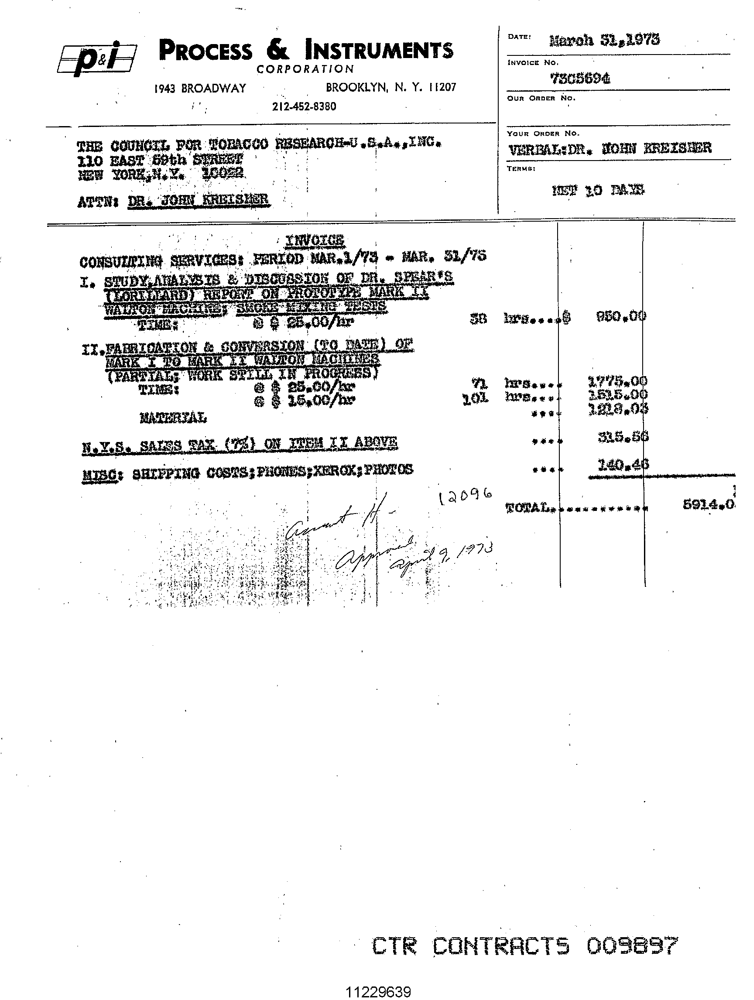 p&i PROCESS & INSTRUMENTS
CORPORATION
1943 BROADWAY BROOKLYN, N. Y. 11207
212-452-8380
DATE: March 31,1973
INVOICE NO.
73C5694
OUR ORDER NO.
YOUR ORDER NO.
VERBAL:DR. JOHN KREISHER
TERMS:
NET 10 DAYS
THE COUNCIL FOR TOBACCO RESEARCH-U.S.A.,INC.
110 EAST 59th STREET
NEW YORK,N.Y. 10022
ATTN: DR. JOHN KREISHER
INVOICE
CONSULTING SERVICES: PERIOD MAR.1/73 - MAR. 31/73
I. STUDY,ANALYSIS & DISCUSSION OF DR. SPEAR'S
(LORILLARD) REPORT ON PROTOTYPE MARK II
WALTON MACHINE; SMOKE MIXING TESTS
TIME: @ $ 25.00/hr 38 hrs....$ 950.00
II.FABRICATION & CONVERSION (TO DATE) OF
MARK I TO MARK II WALTON MACHINES
(PARTIAL; WORK STILL IN PROGRESS)
TIME: @ $ 25.00/hr 71 hrs.... 1775.00
@ $ 15.00/hr 101 hrs.... 1515.00
MATERIAL .... 1218.03
N.Y.S. SALES TAX (7%) ON ITEM II ABOVE .... 315.56
MISC: SHIPPING COSTS;PHONES;XEROX;PHOTOS .... 140.46
12096
TOTAL............ 5914.0
H-
Approved
April 9, 1973
CTR CONTRACTS 009897
11229639